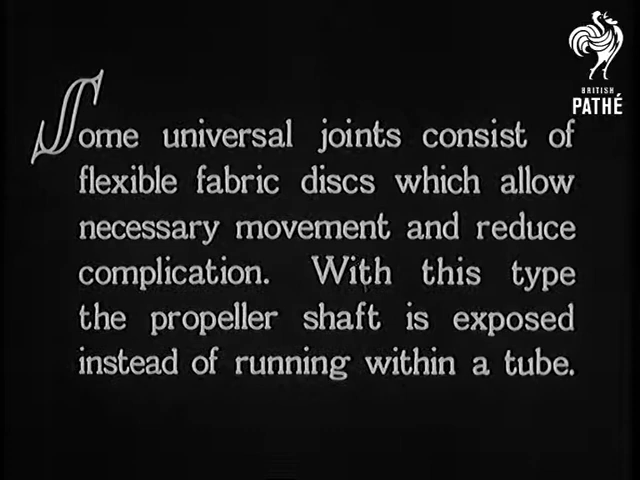 BRITISH
PATHÉ
Some universal joints consist of
flexible fabric discs which allow
necessary movement and reduce
complication. With this type
the propeller shaft is exposed
instead of running within a tube.